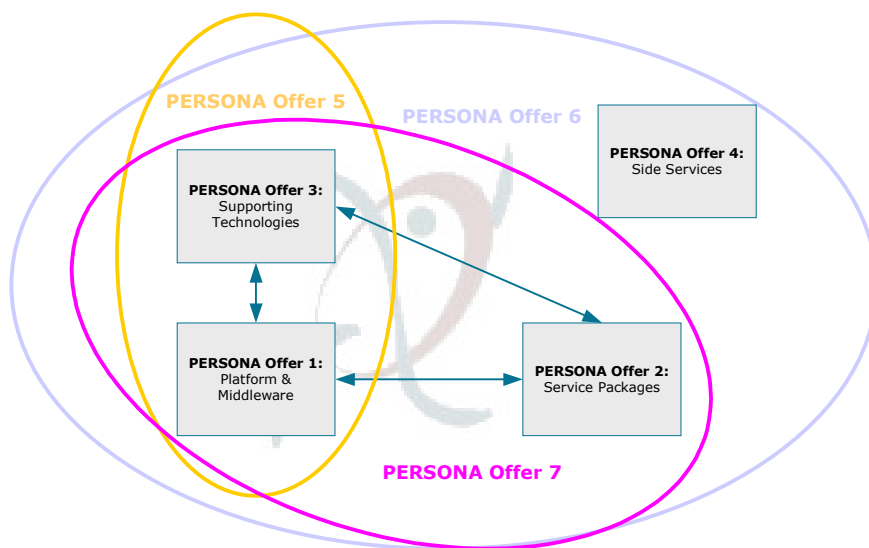 PERSONA Offer 5
PERSONA Offer 6
PERSONA Offer 4:
Side Services
PERSONA Offer 3:
Supporting
Technologies
PERSONA Offer 1:
Platform &
Middleware
PERSONA Offer 2:
Service Packages
PERSONA Offer 7